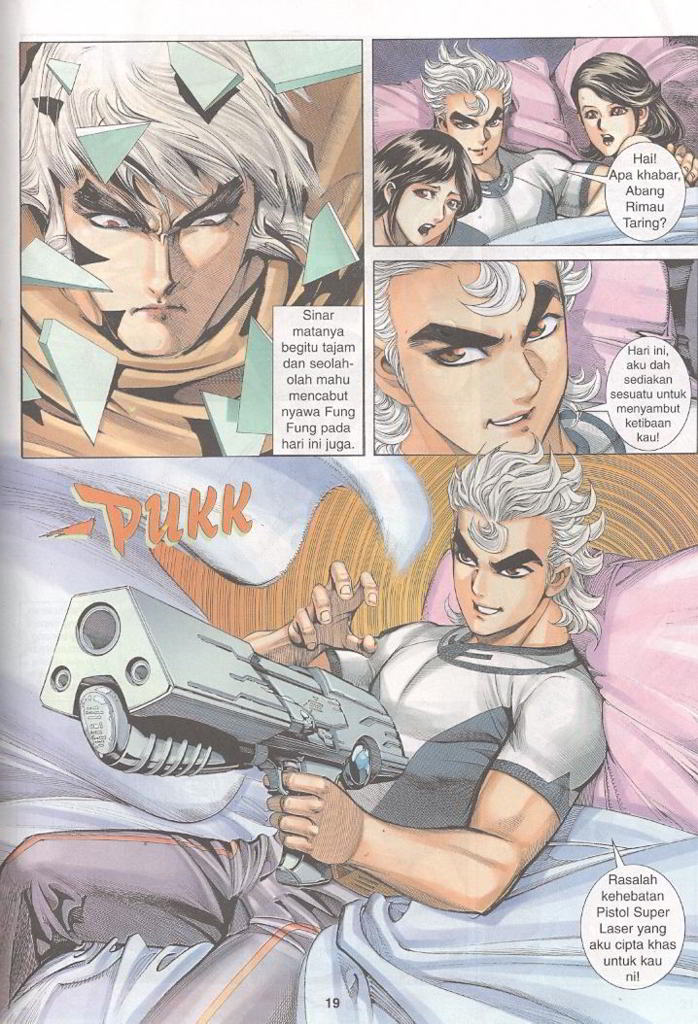 Hai!
Apa khabar,
Abang
Rimau
Taring?
Sinar
matanya
begitu tajam
dan seolah-
olah mahu
mencabut
nyawa Fung
Fung pada
hari ini juga.
Hari ini,
aku dah
sediakan
sesuatu untuk
menyambut
ketibaan
kau!
PUKK
Rasalah
kehebatan
Pistol Super
Laser yang
aku cipta khas
untuk kau
ni!
19